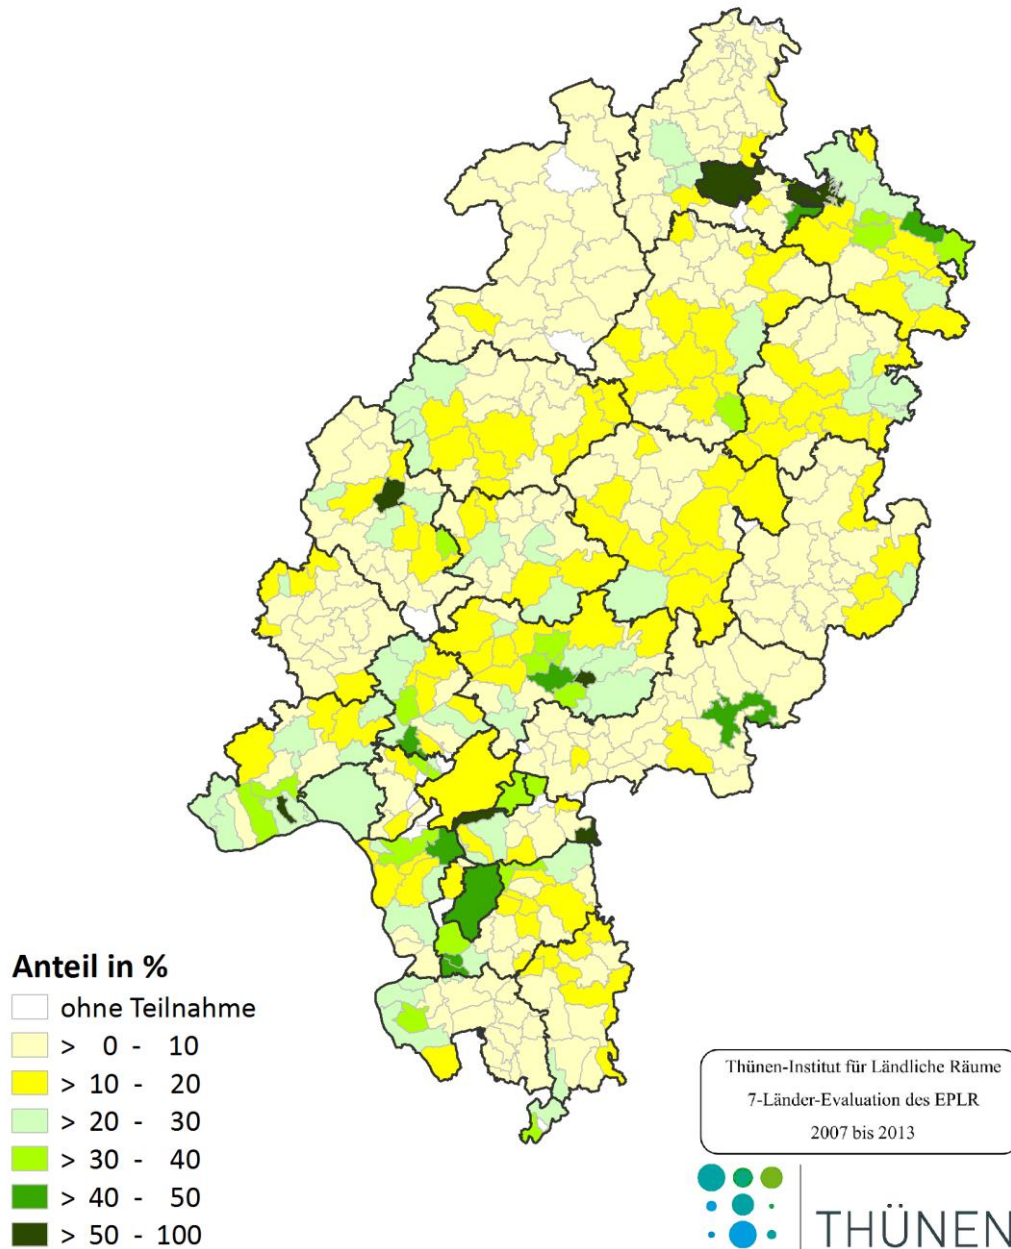 Anteil in %
ohne Teilnahme
> 0 - 10
> 10 - 20
> 20 - 30
> 30 - 40
> 40 - 50
> 50 - 100
Thünen-Institut für Ländliche Räume
7-Länder-Evaluation des EPLR
2007 bis 2013
THÜNEN